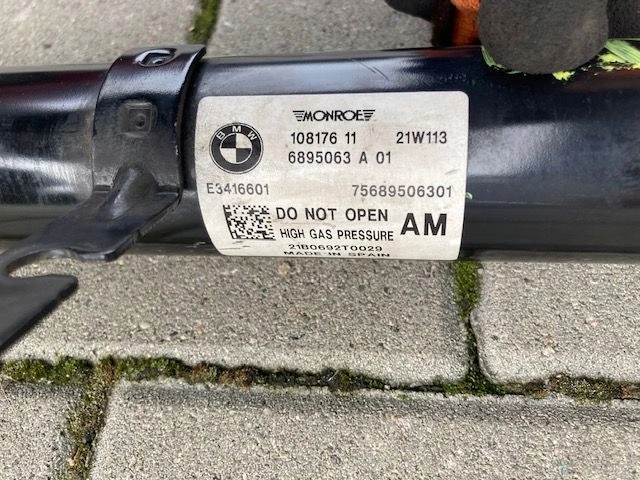 MONROE
BMW
108176 11 21W113
6895063 A 01
E3416601 75689506301
DO NOT OPEN
HIGH GAS PRESSURE AM
21B0692T0029
MADE IN SPAIN